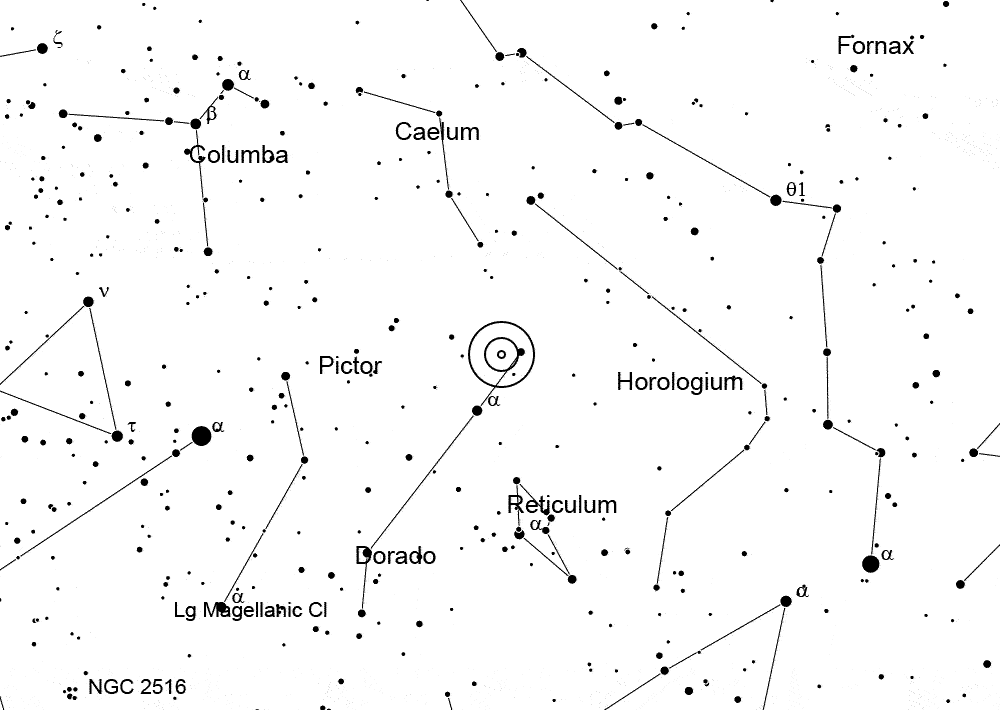 ζ
Fornax
α
β
Caelum
Columba
θ1
ν
Pictor
Horologium
α
α
τ
Reticulum
α
Dorado
α
α
Lg Magellanic Cl
α
NGC 2516